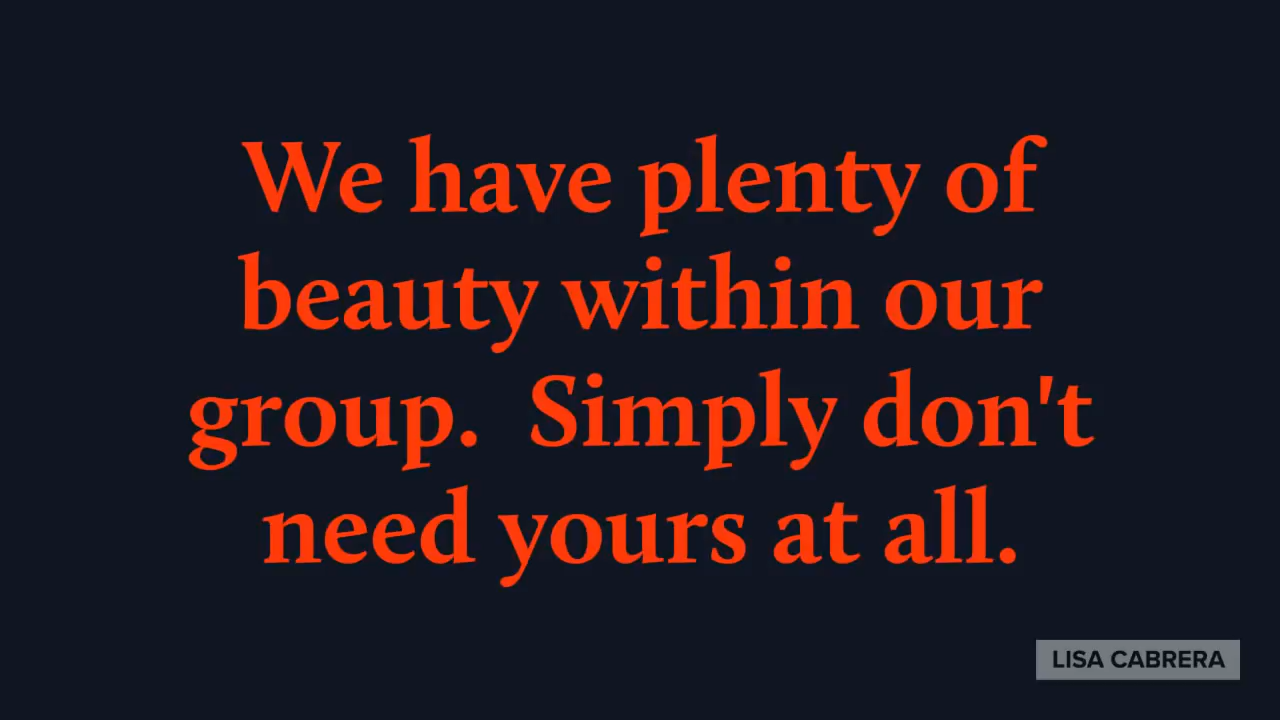 We have plenty of
beauty within our
group.  Simply don't
need yours at all.
LISA CABRERA